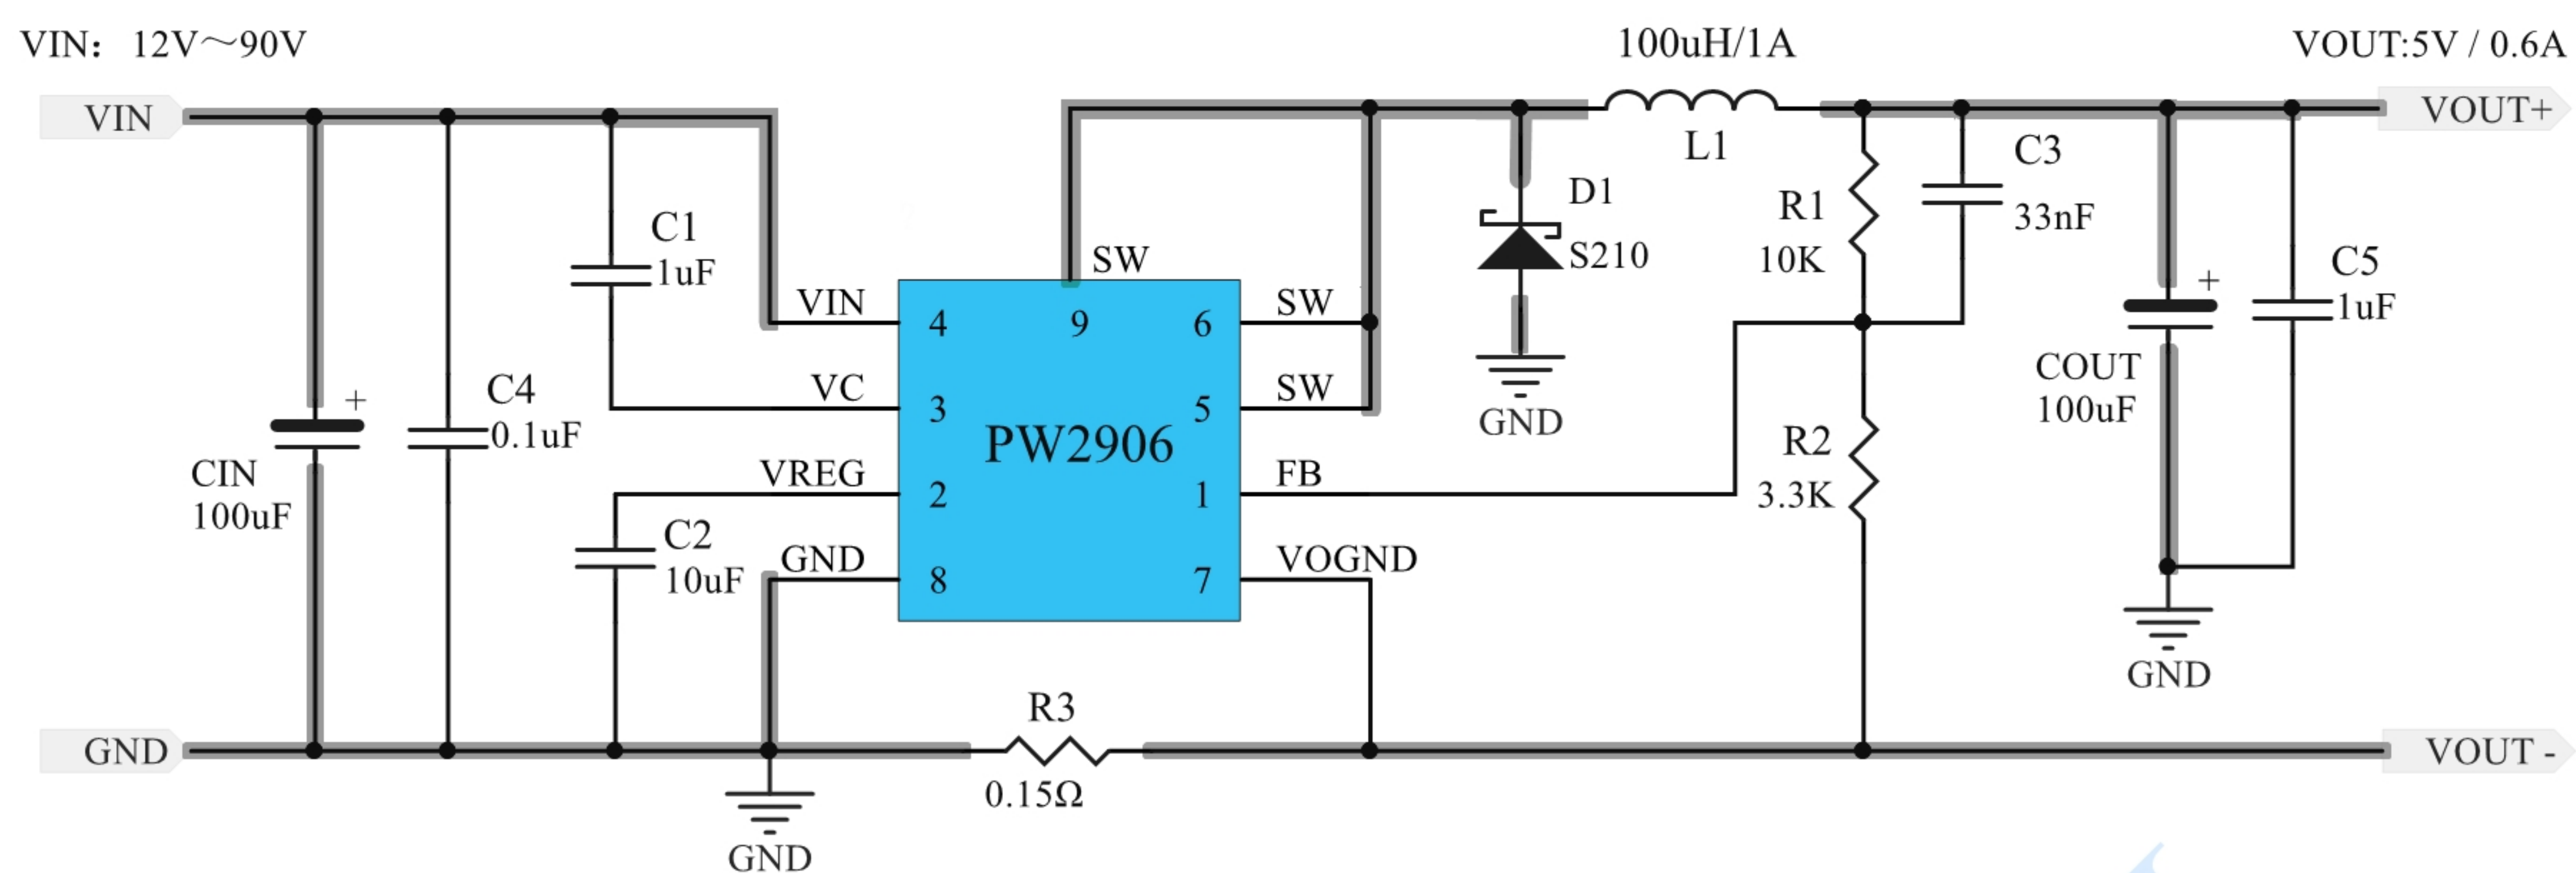 VIN: 12V～90V
100uH/1A
VOUT:5V / 0.6A
VIN
VOUT+
L1
C3
33nF
D1
S210
R1
10K
C1
1uF
SW
C5
1uF
+
VIN
4
9
6
SW
VC
3
5
SW
GND
COUT
100uF
+
C4
0.1uF
PW2906
R2
3.3K
CIN
100uF
VREG
2
1
FB
C2
10uF
GND
8
7
VOGND
GND
R3
0.15Ω
GND
VOUT -
GND